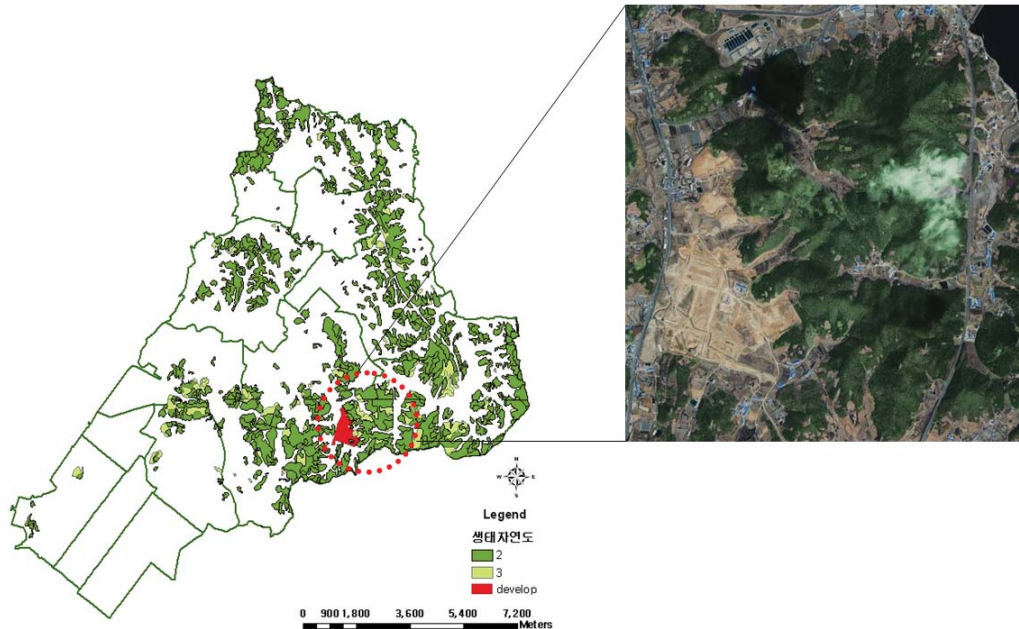 N
W E
S
Legend
생태자연도
2
3
develop
0 900 1,800 3,600 5,400 7,200
Meters